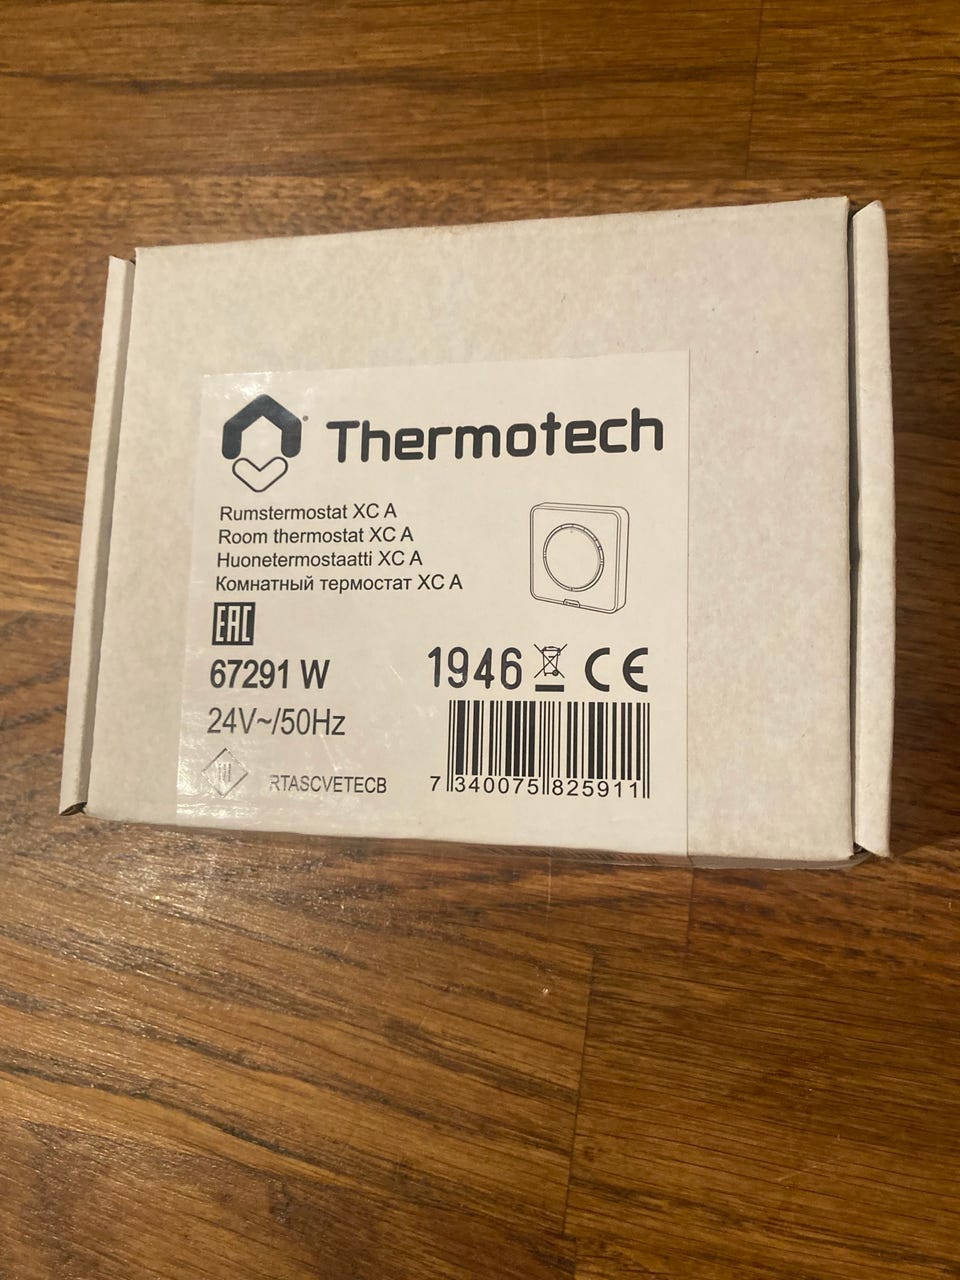 Thermotech
Rumstermostat XC A
Room thermostat XC A
Huonetermostaatti XC A
Комнатный термостат XC A
EAC
67291 W
1946 CE
24V~/50Hz
III
RTASCVETECB
7 340075 825911